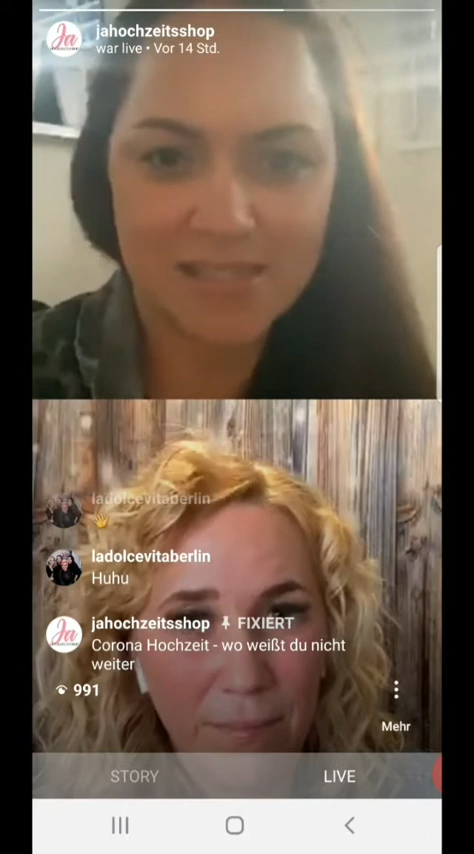 jahochzeitsshop
war live • Vor 14 Std.
ladolcevitaberlin
👋
ladolcevitaberlin
Huhu
jahochzeitsshop FIXIERT
Corona Hochzeit - wo weißt du nicht
weiter
991
Mehr
STORY LIVE